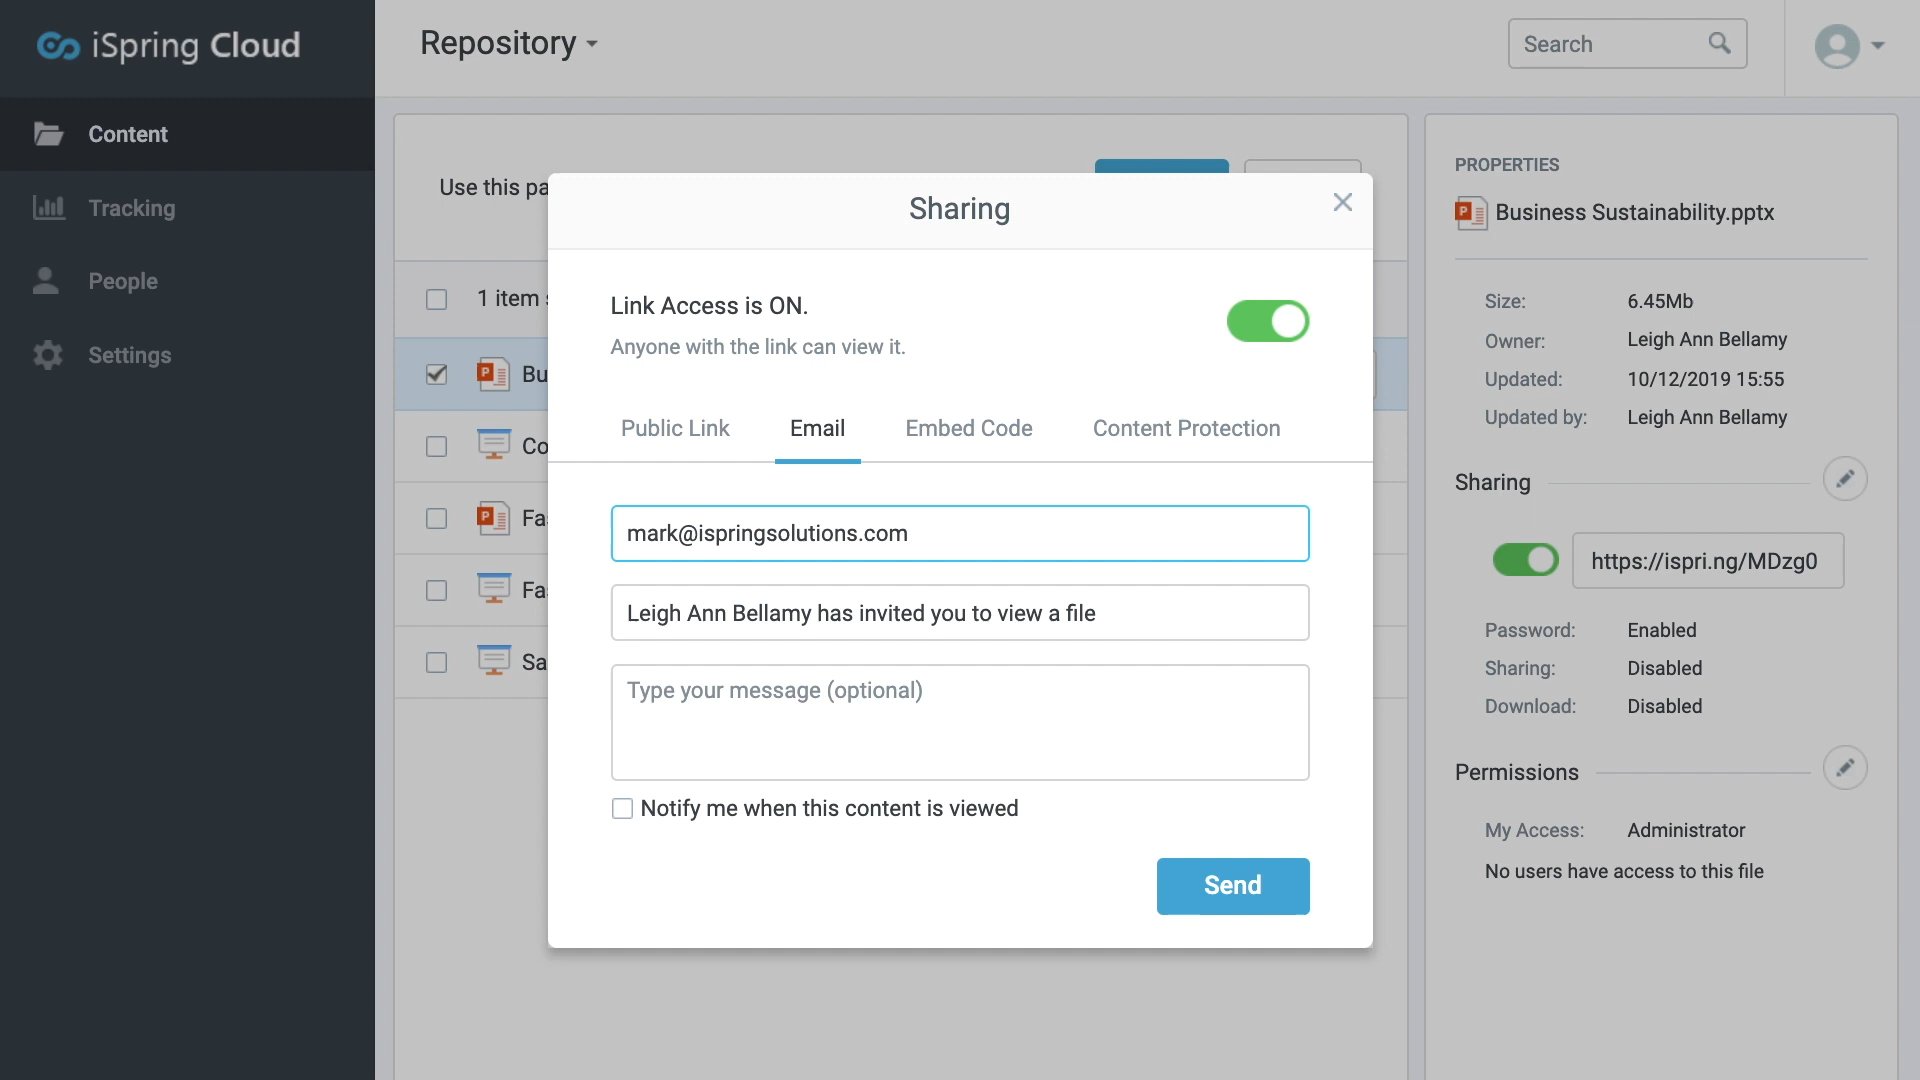 iSpring Cloud
Repository
Search
Content
Tracking
People
Settings
Use this pa
1 item
Bu
Co
Fa
Fa
Sa
Sharing
Link Access is ON.
Anyone with the link can view it.
Public Link
Email
Embed Code
Content Protection
mark@ispringsolutions.com
Leigh Ann Bellamy has invited you to view a file
Type your message (optional)
Notify me when this content is viewed
Send
PROPERTIES
Business Sustainability.pptx
Size: 6.45Mb
Owner: Leigh Ann Bellamy
Updated: 10/12/2019 15:55
Updated by: Leigh Ann Bellamy
Sharing
https://ispri.ng/MDzg0
Password: Enabled
Sharing: Disabled
Download: Disabled
Permissions
My Access: Administrator
No users have access to this file